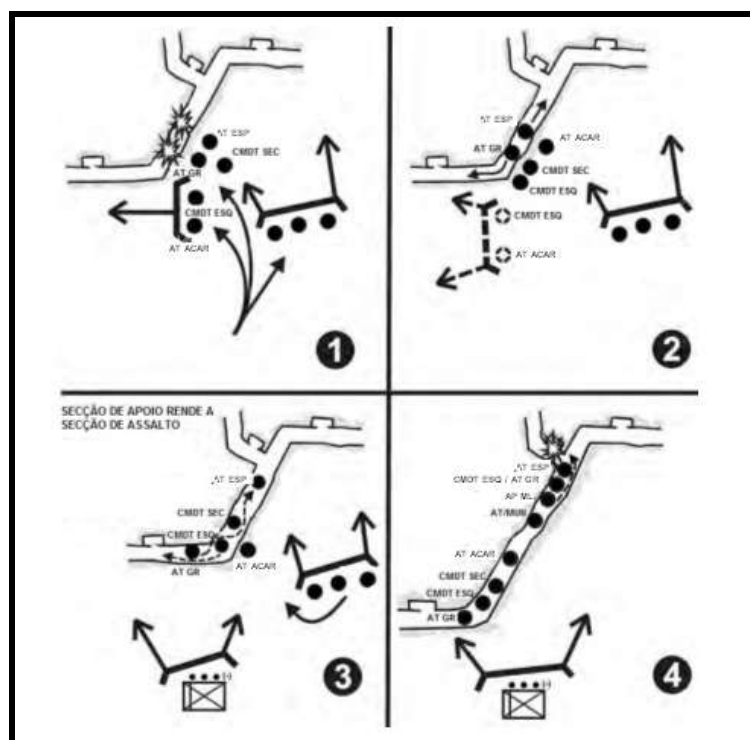 AT ESP
CMDT SEC
AT GR
CMDT ESQ
AT ACAR
1
AT ESP
AT ACAR
AT GR
CMDT SEC
CMDT ESQ
CMDT ESQ
AT ACAR
2
SECÇÃO DE APOIO RENDE A
SECÇÃO DE ASSALTO
AT ESP
CMDT SEC
CMDT ESQ
AT GR
AT ACAR
(-)
3
AT ESP
CMDT ESQ / AT GR
AP ML
AT/MUN
AT ACAR
CMDT SEC
CMDT ESQ
AT GR
(-)
4